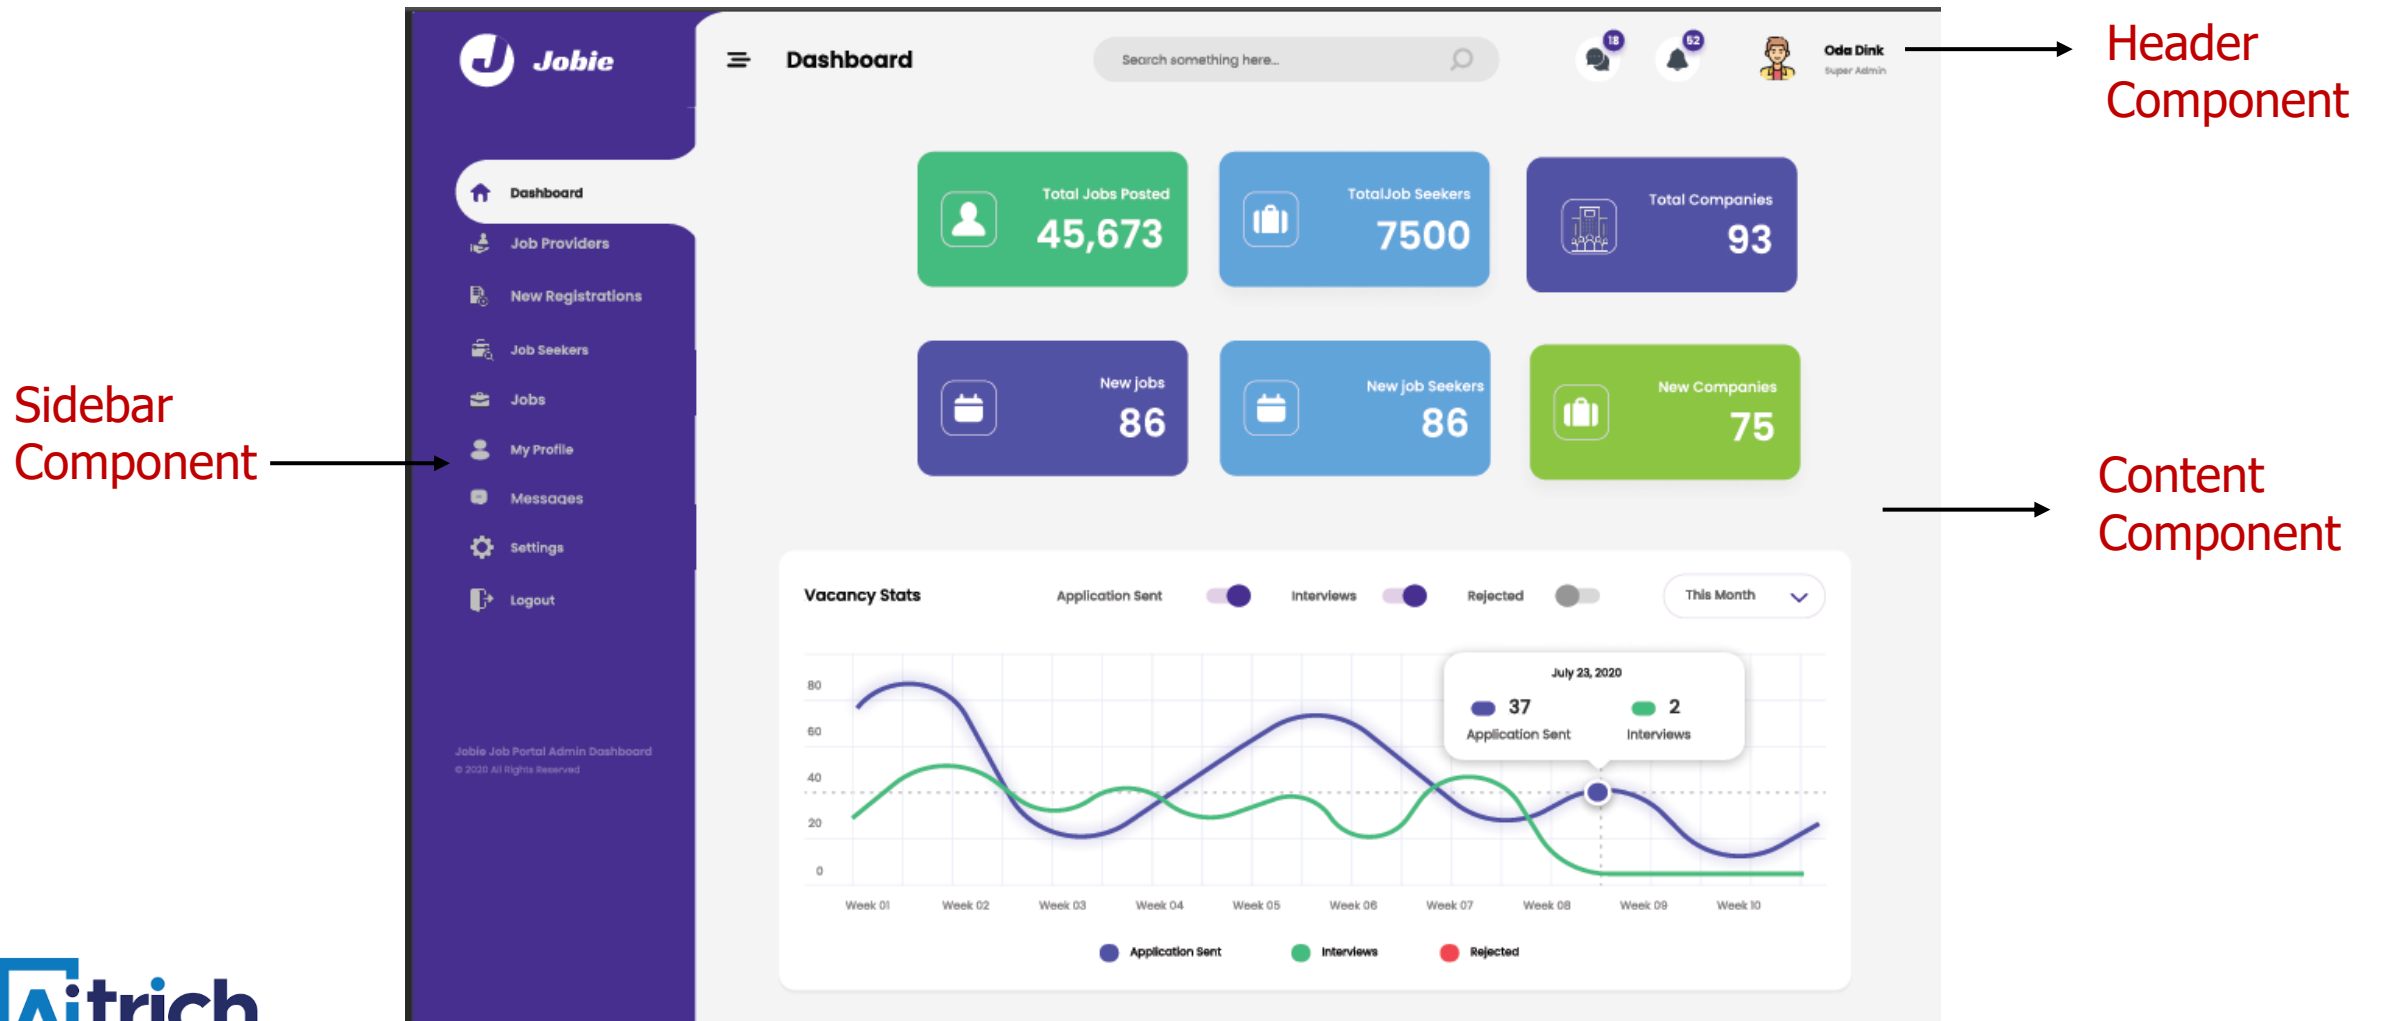 Jobie
Dashboard
Search something here...
18
52
Oda Dink
Super Admin
Header
Component
Dashboard
Job Providers
New Registrations
Job Seekers
Jobs
My Profile
Messages
Settings
Logout
Jobie Job Portal Admin Dashboard
© 2020 All Rights Reserved
Sidebar
Component
Total Jobs Posted
45,673
TotalJob Seekers
7500
Total Companies
93
New jobs
86
New job Seekers
86
New Companies
75
Content
Component
Vacancy Stats
Application Sent
Interviews
Rejected
This Month
July 23, 2020
37
2
Application Sent
Interviews
80
60
40
20
0
Week 01
Week 02
Week 03
Week 04
Week 05
Week 06
Week 07
Week 08
Week 09
Week 10
Application Sent
Interviews
Rejected
Aitrich